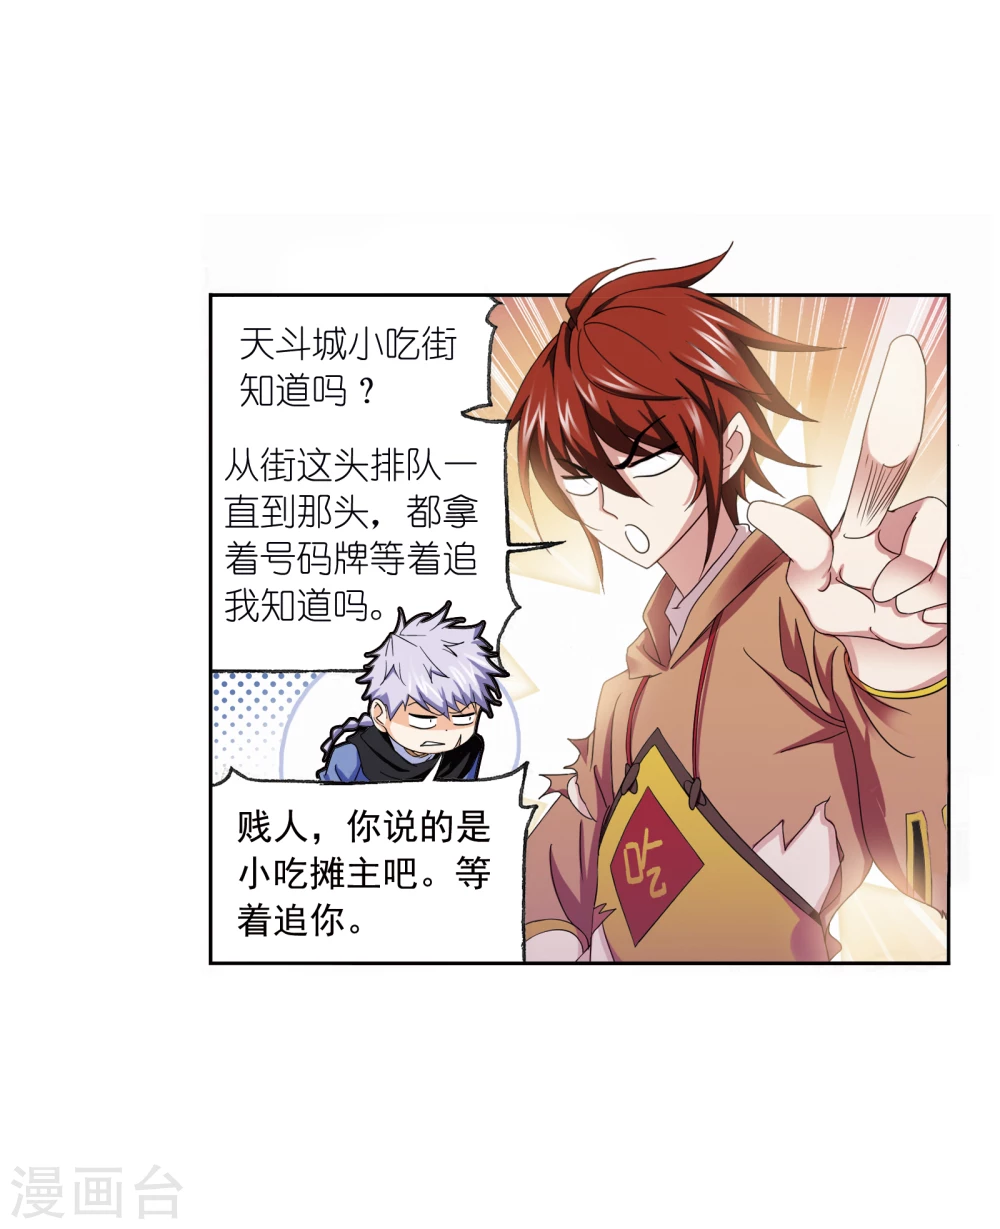 天斗城小吃街
知道吗？
从街这头排队一
直到那头，都拿
着号码牌等着追
我知道吗。
贱人，你说的是
小吃摊主吧。等
着追你。
吃
漫画台